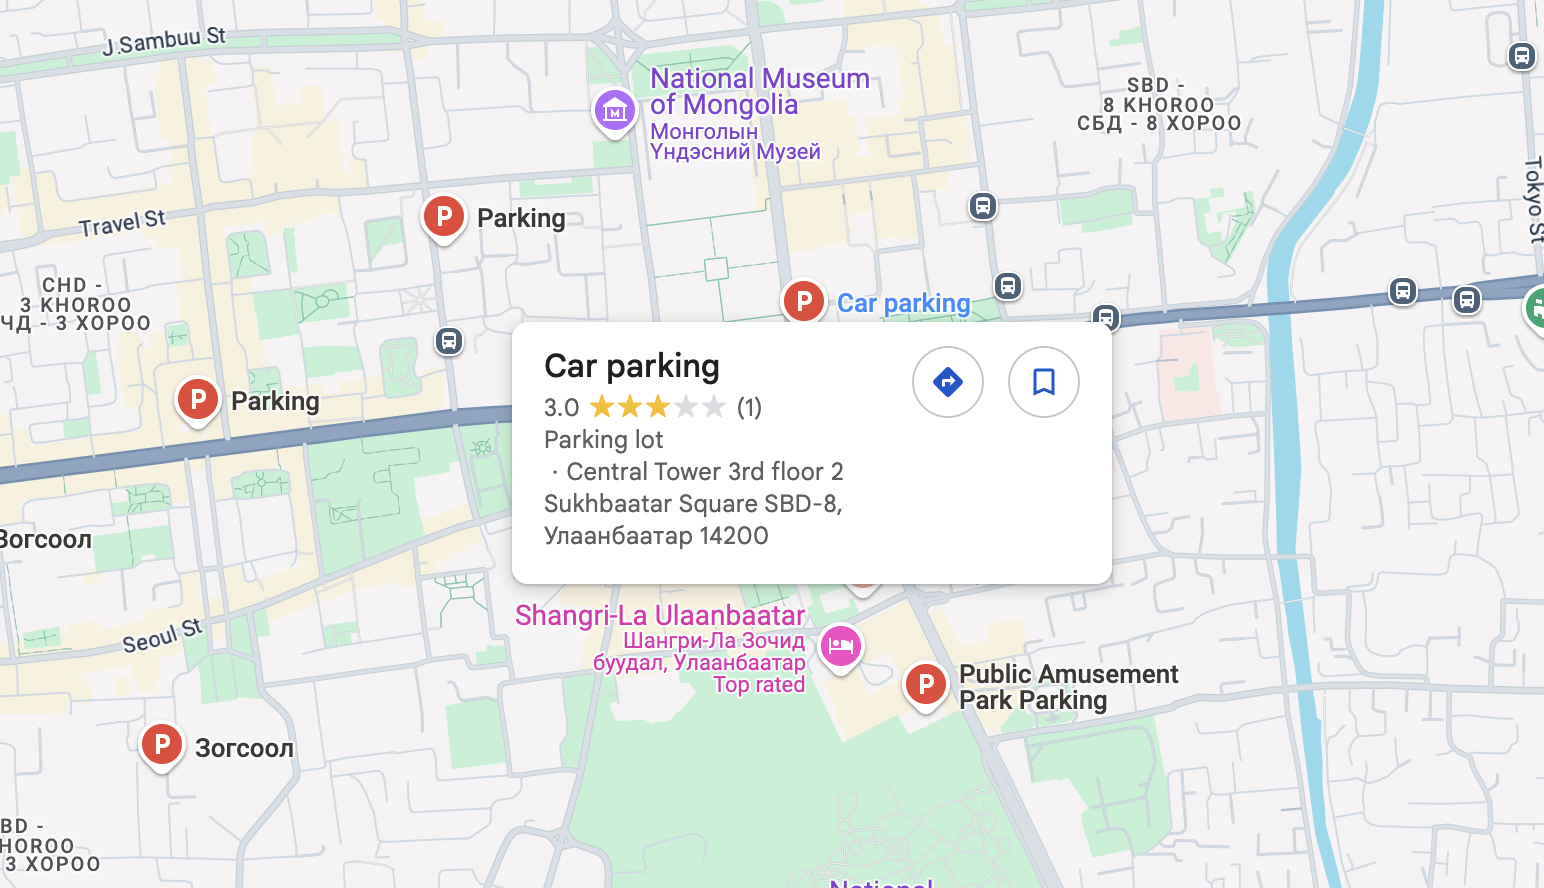 J.Sambuu St
National Museum
of Mongolia
Монголын
Үндэсний Музей
SBD -
8 KHOROO
СБД - 8 ХОРОО
Tokyo St
Travel St
P Parking
CHD -
3 KHOROO
ЧД - 3 ХОРОО
P Car parking
P Parking
Car parking
3.0 (1)
Parking lot
· Central Tower 3rd floor 2
Sukhbaatar Square SBD-8,
Улаанбаатар 14200
Зогсоол
Seoul St
Shangri-La Ulaanbaatar
Шангри-Ла Зочид
буудал, Улаанбаатар
Top rated
P Public Amusement
Park Parking
P Зогсоол
BD -
HOROO
3 ХОРОО
National